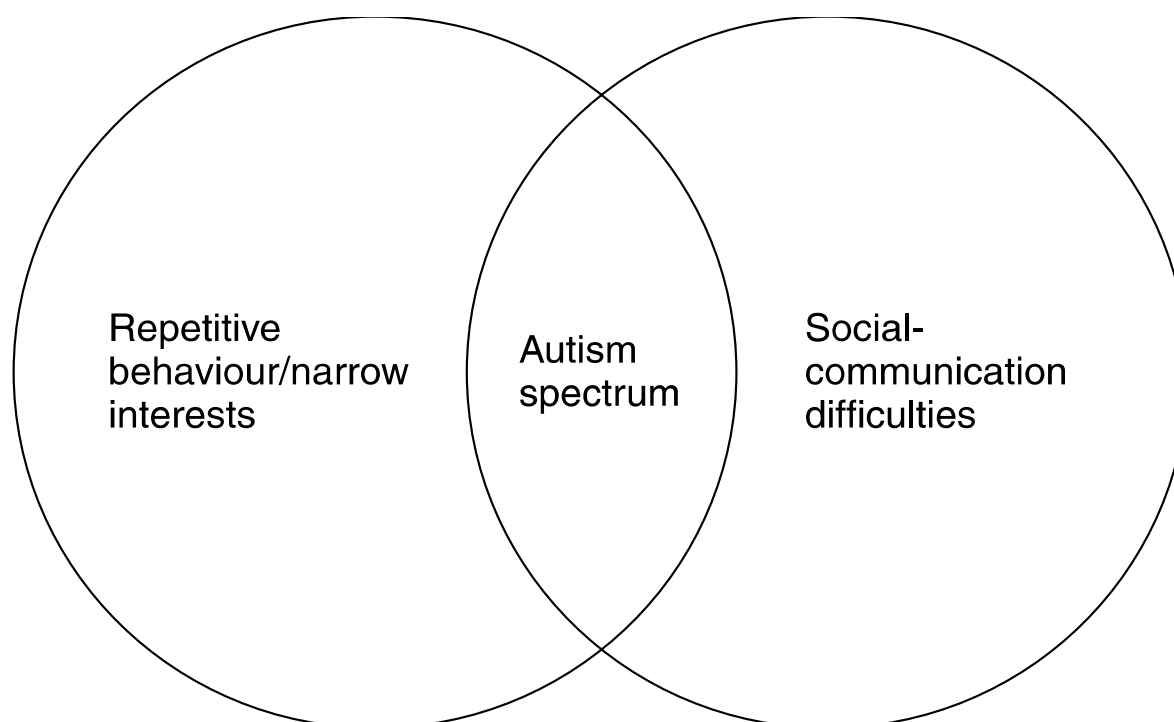 Repetitive
behaviour/narrow
interests
Autism
spectrum
Social-
communication
difficulties